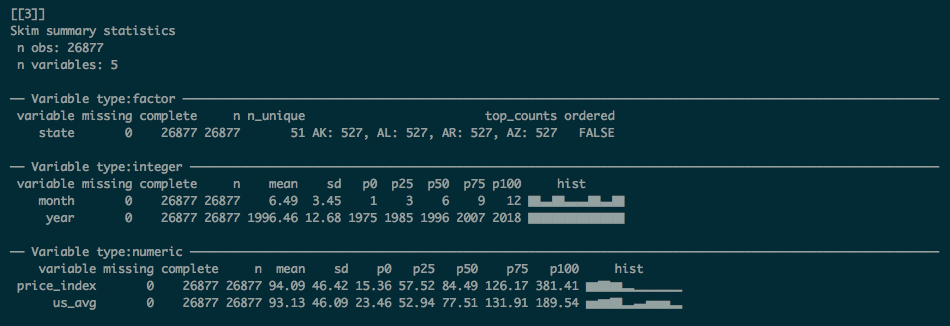 [[3]]
Skim summary statistics
n obs: 26877
n variables: 5
── Variable type:factor ──
variable missing complete n n_unique top_counts ordered
state 0 26877 26877 51 AK: 527, AL: 527, AR: 527, AZ: 527 FALSE
── Variable type:integer ──
variable missing complete n mean sd p0 p25 p50 p75 p100 hist
month 0 26877 26877 6.49 3.45 1 3 6 9 12
year 0 26877 26877 1996.46 12.68 1975 1985 1996 2007 2018
── Variable type:numeric ──
variable missing complete n mean sd p0 p25 p50 p75 p100 hist
price_index 0 26877 26877 94.09 46.42 15.36 57.52 84.49 126.17 381.41
us_avg 0 26877 26877 93.13 46.09 23.46 52.94 77.51 131.91 189.54